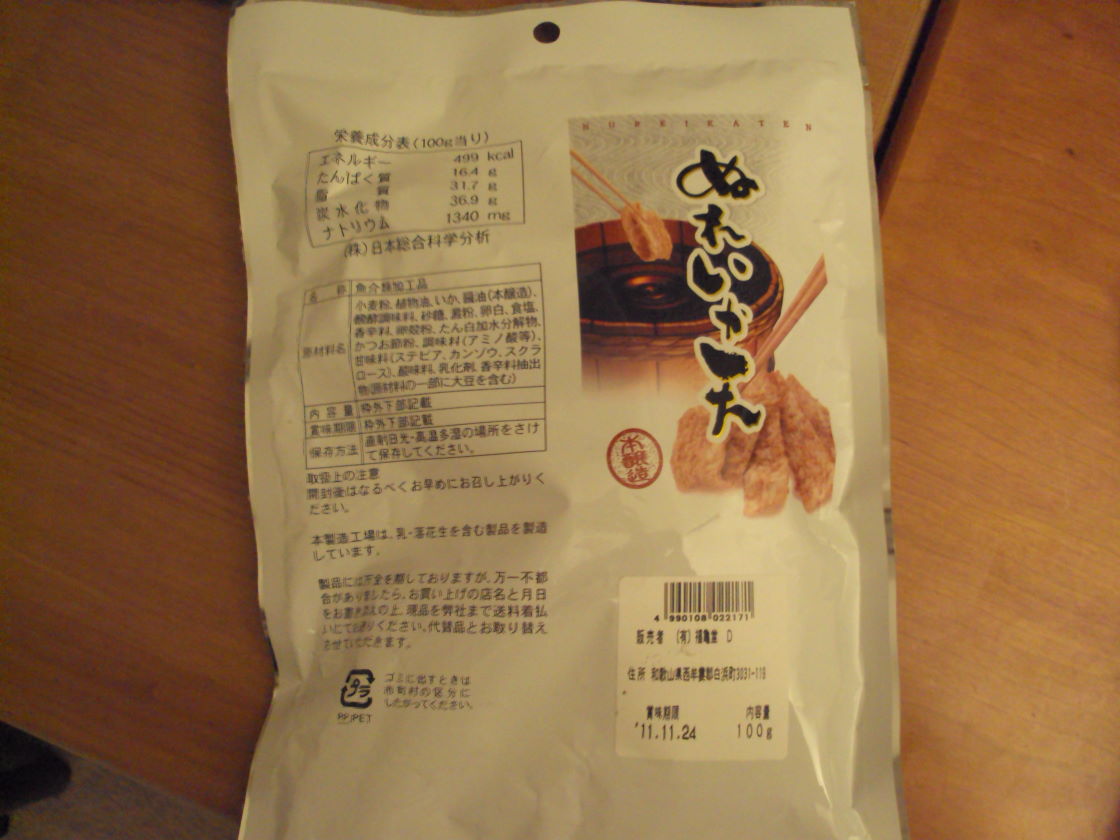 栄養成分表(100g当り)
エネルギー 499 kcal
たんぱく質 16.4 g
脂質 31.7 g
炭水化物 36.9 g
ナトリウム 1340 mg
(株)日本総合科学分析
名称 魚介類加工品
原材料名 小麦粉、植物油、いか、醤油(本醸造)、
醗酵調味料、砂糖、澱粉、卵白、食塩、
香辛料、卵殻粉、たん白加水分解物、
かつお節粉、調味料(アミノ酸等)、
甘味料(ステビア、カンゾウ、スクラ
ロース)、酸味料、乳化剤、香辛料抽出
物(原材料の一部に大豆を含む)
内容量 枠外下部記載
賞味期限 枠外下部記載
保存方法 直射日光・高温多湿の場所をさけ
て保存してください。
取扱上の注意
開封後はなるべくお早めにお召し上がりく
ださい。
本製造工場は、乳・落花生を含む製品を製造
しています。
製品には万全を期しておりますが、万一不都
合がありましたら、お買い上げの店名と月日
をお書き添えの上、現品を弊社まで送料着払
いにてお送りください。代替品とお取り替え
させていただきます。
プラ
PP,PET
ゴミに出すときは
市町村の区分に
したがってください。
NUREIKATEN
ぬれいか天
本醸造
4 990108 022171
販売者 (有)福亀堂 D
住所 和歌山県西牟婁郡白浜町3031-118
賞味期限 内容量
'11.11.24 100g